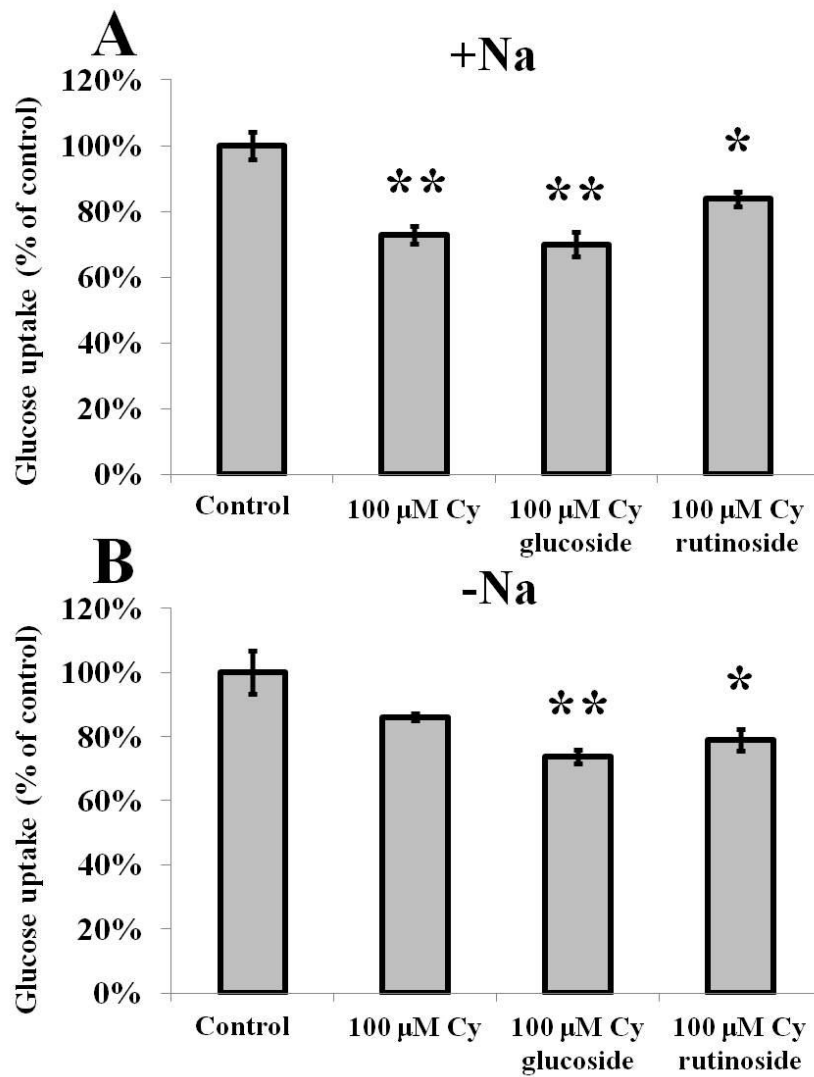 A
+Na
Glucose uptake (% of control)
120%
100%
80%
60%
40%
20%
0%
**
**
*
Control
100 µM Cy
100 µM Cy
glucoside
100 µM Cy
rutinoside
B
-Na
Glucose uptake (% of control)
120%
100%
80%
60%
40%
20%
0%
**
*
Control
100 µM Cy
100 µM Cy
glucoside
100 µM Cy
rutinoside